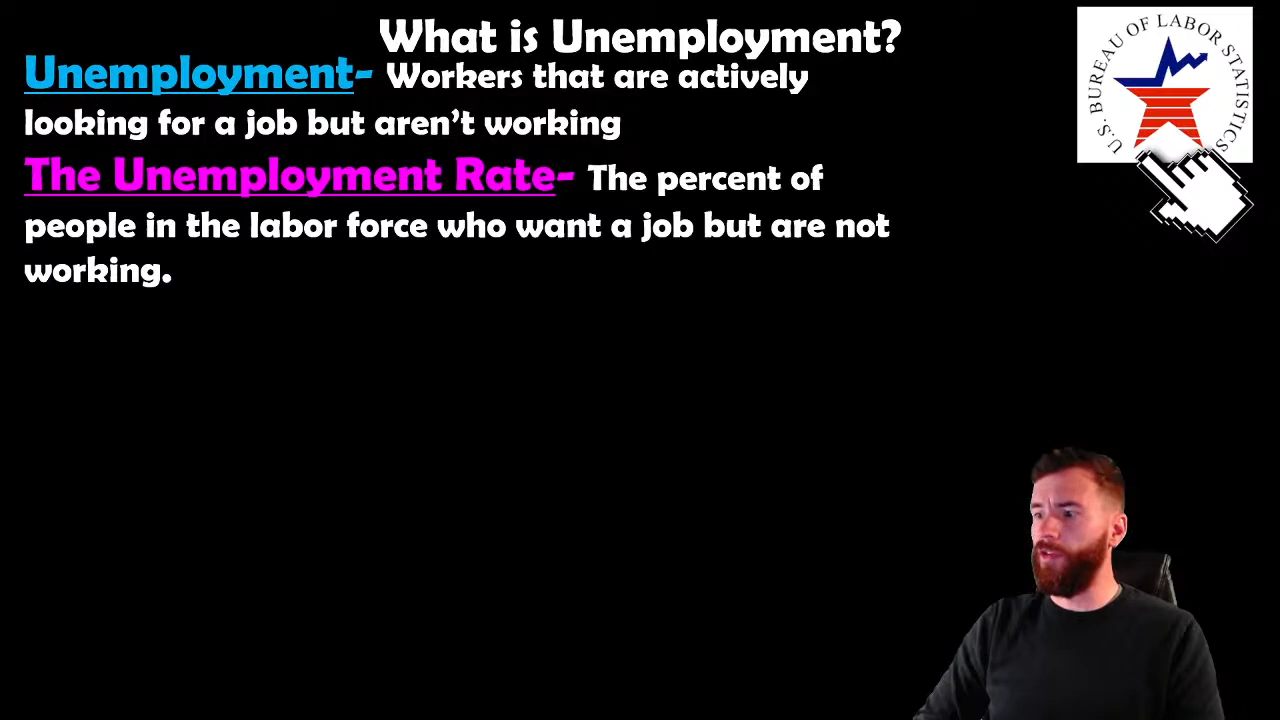 What is Unemployment?
Unemployment- Workers that are actively
looking for a job but aren’t working
The Unemployment Rate- The percent of
people in the labor force who want a job but are not
working.
U.S. BUREAU OF LABOR STATISTICS